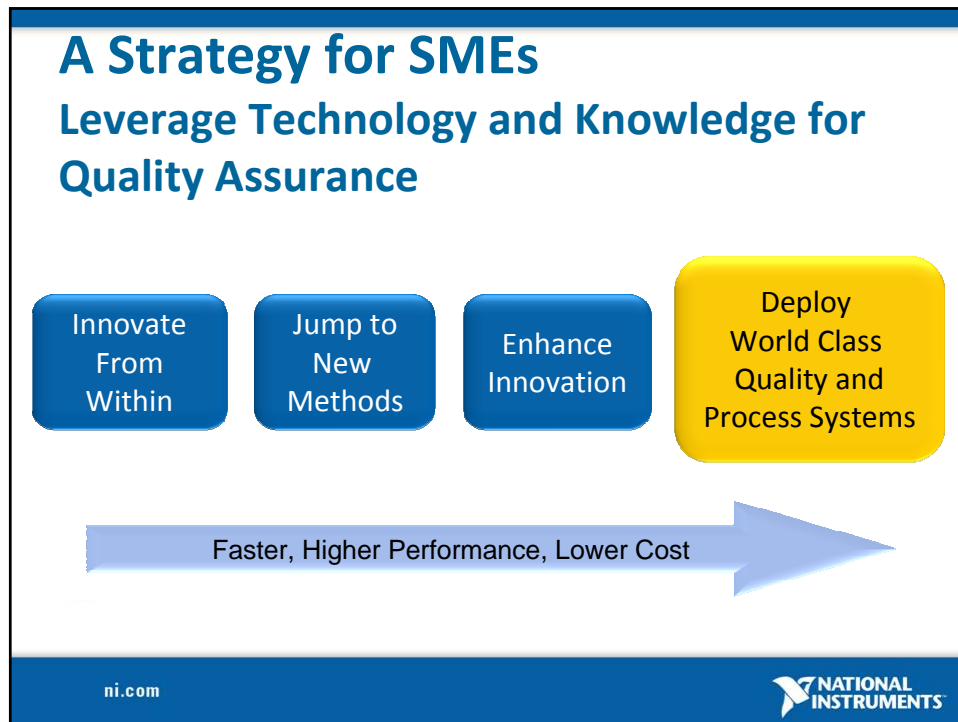 A Strategy for SMEs
Leverage Technology and Knowledge for
Quality Assurance
Innovate
From
Within
Jump to
New
Methods
Enhance
Innovation
Deploy
World Class
Quality and
Process Systems
Faster, Higher Performance, Lower Cost
ni.com
NATIONAL
INSTRUMENTS